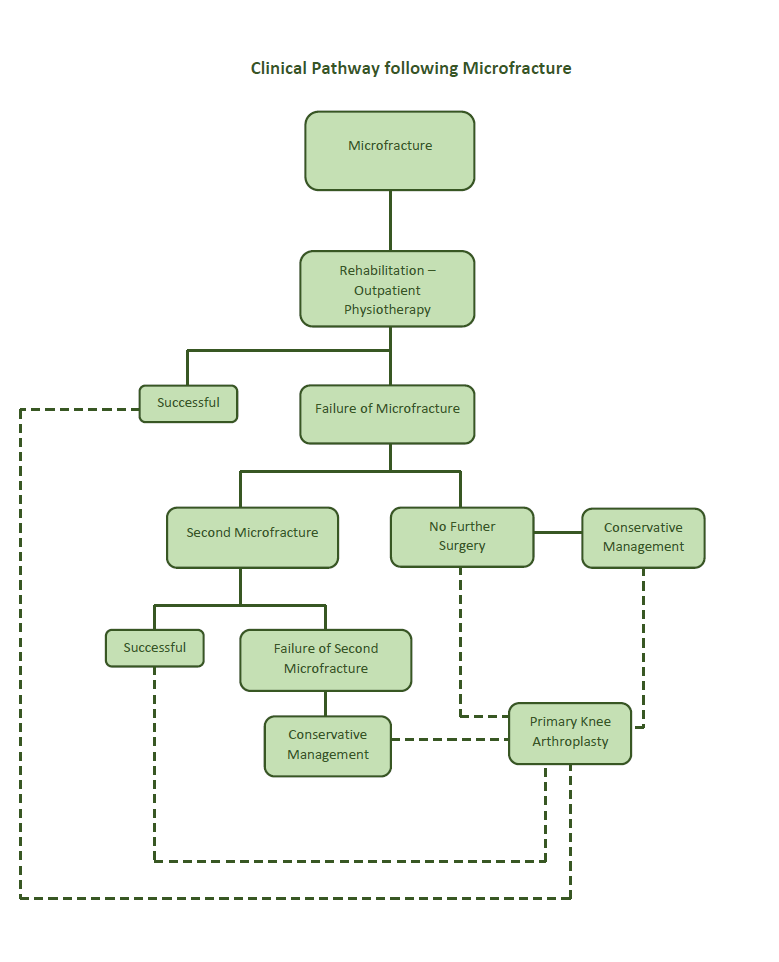 Clinical Pathway following Microfracture
Microfracture
Rehabilitation –
Outpatient
Physiotherapy
Successful
Failure of Microfracture
Second Microfracture
No Further
Surgery
Conservative
Management
Successful
Failure of Second
Microfracture
Conservative
Management
Primary Knee
Arthroplasty